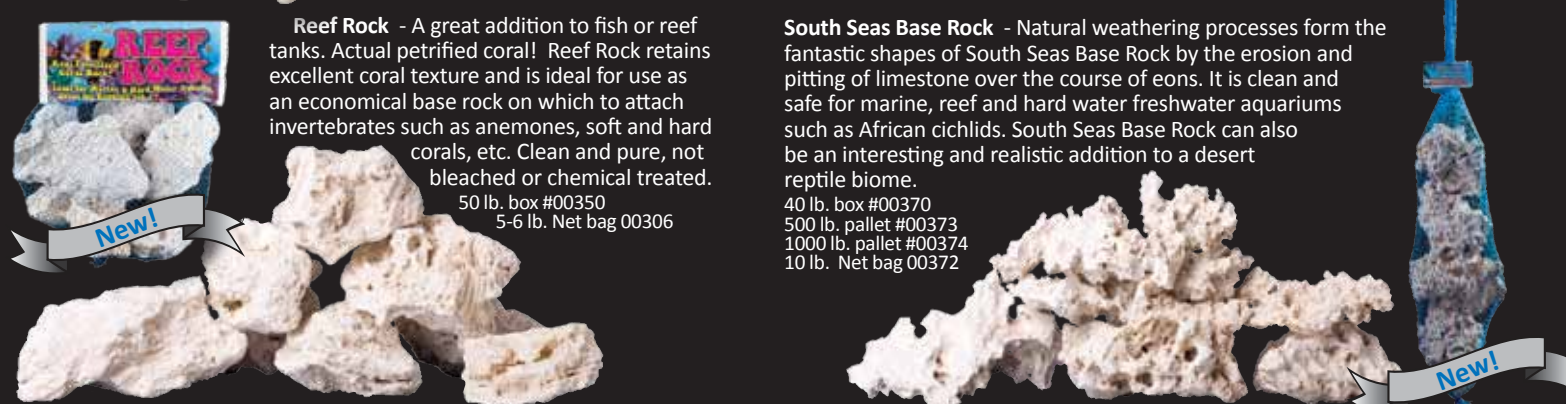 REEF
ROCK
Reef Rock - A great addition to fish or reef
tanks. Actual petrified coral! Reef Rock retains
excellent coral texture and is ideal for use as
an economical base rock on which to attach
invertebrates such as anemones, soft and hard
corals, etc. Clean and pure, not
bleached or chemical treated.
50 lb. box #00350
5-6 lb. Net bag 00306
New!
South Seas Base Rock - Natural weathering processes form the
fantastic shapes of South Seas Base Rock by the erosion and
pitting of limestone over the course of eons. It is clean and
safe for marine, reef and hard water freshwater aquariums
such as African cichlids. South Seas Base Rock can also
be an interesting and realistic addition to a desert
reptile biome.
40 lb. box #00370
500 lb. pallet #00373
1000 lb. pallet #00374
10 lb. Net bag 00372
New!